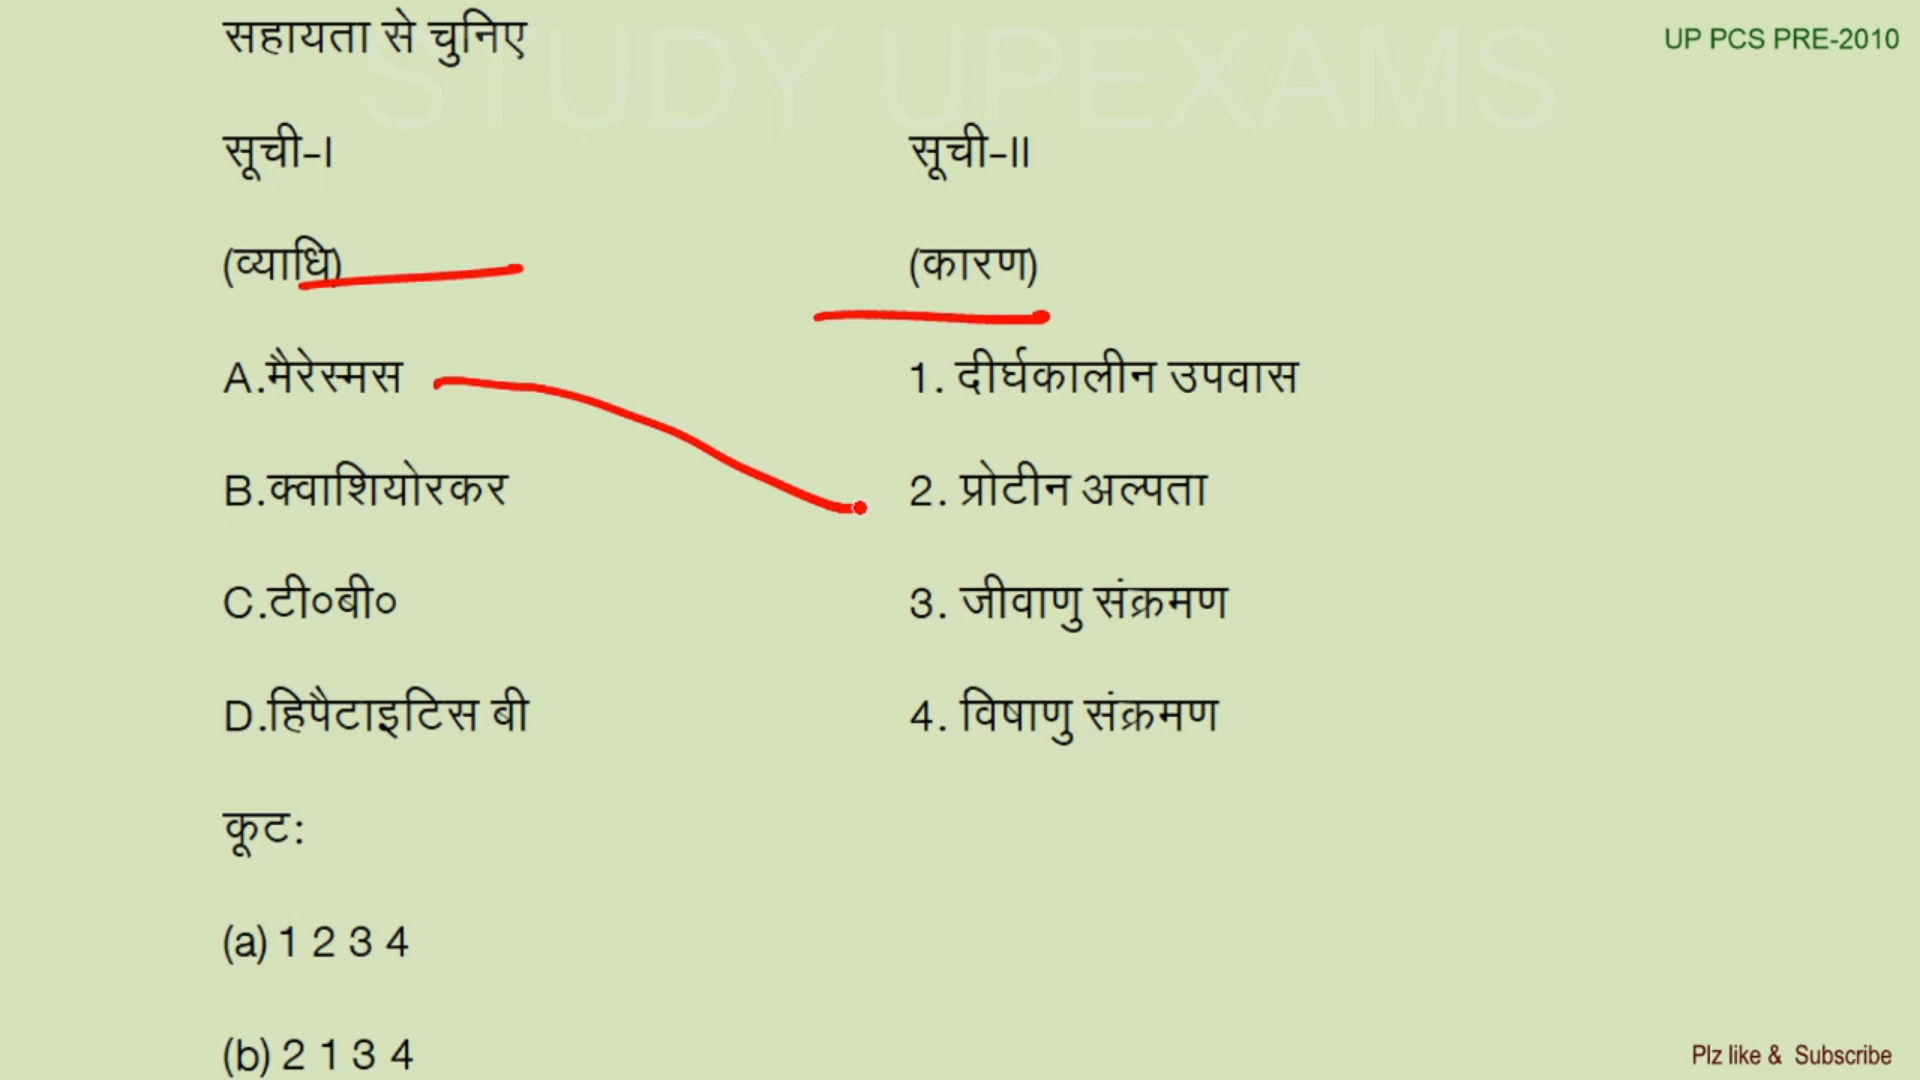 सहायता से चुनिए
UP PCS PRE-2010
STUDY UPEXAMS
सूची-I
सूची-II
(व्याधि)
(कारण)
A.मैरेस्मस
1. दीर्घकालीन उपवास
B.क्वाशियोरकर
2. प्रोटीन अल्पता
C.टी०बी०
3. जीवाणु संक्रमण
D.हिपैटाइटिस बी
4. विषाणु संक्रमण
कूट:
(a) 1 2 3 4
(b) 2 1 3 4
Plz like & Subscribe